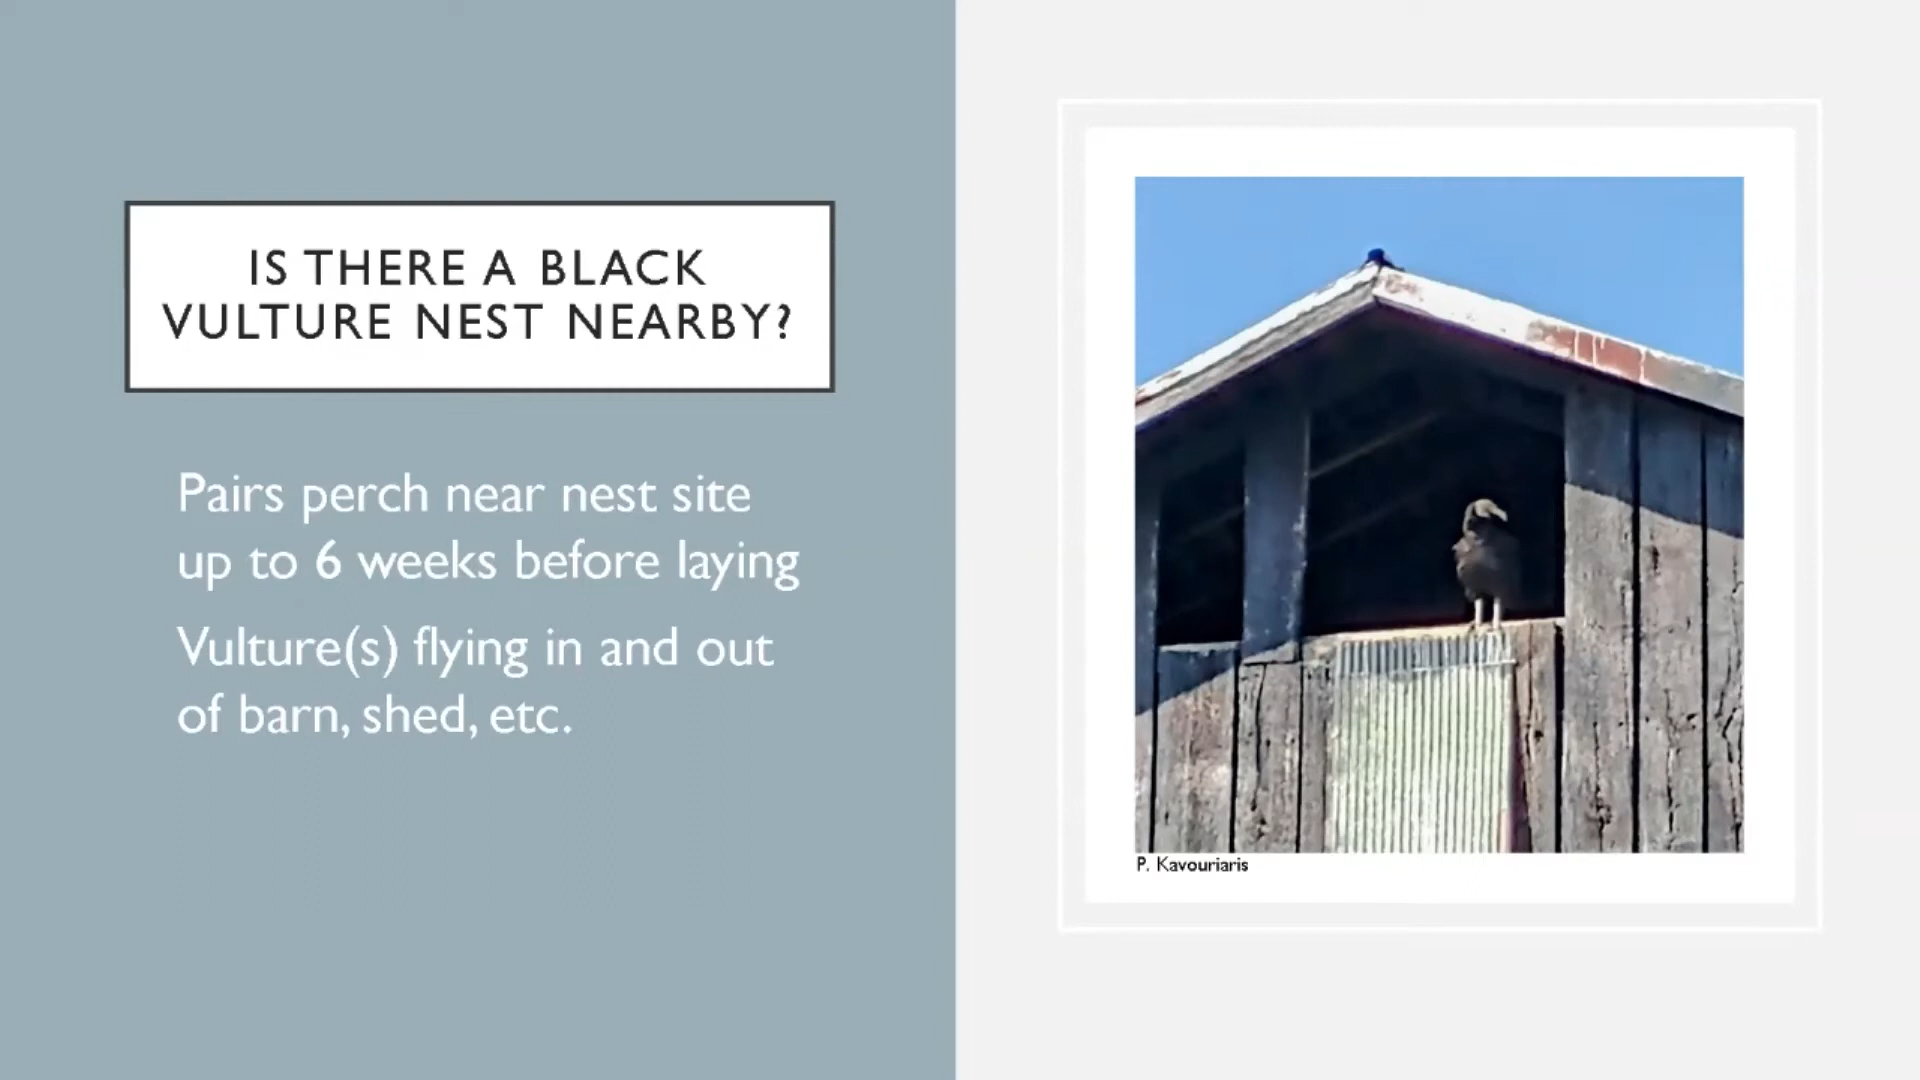 IS THERE A BLACK
VULTURE NEST NEARBY?
Pairs perch near nest site
up to 6 weeks before laying
Vulture(s) flying in and out
of barn, shed, etc.
P. Kavouriaris